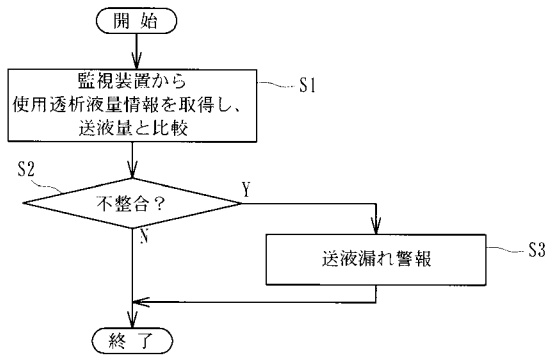 開始
監視装置から
使用透析液量情報を取得し、
送液量と比較
S1
S2
不整合？
Y
N
送液漏れ警報
S3
終了